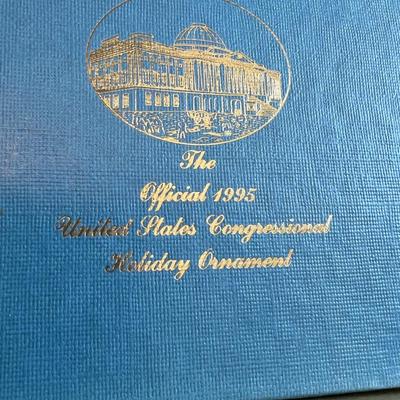 The
Official 1995
United States Congressional
Holiday Ornament